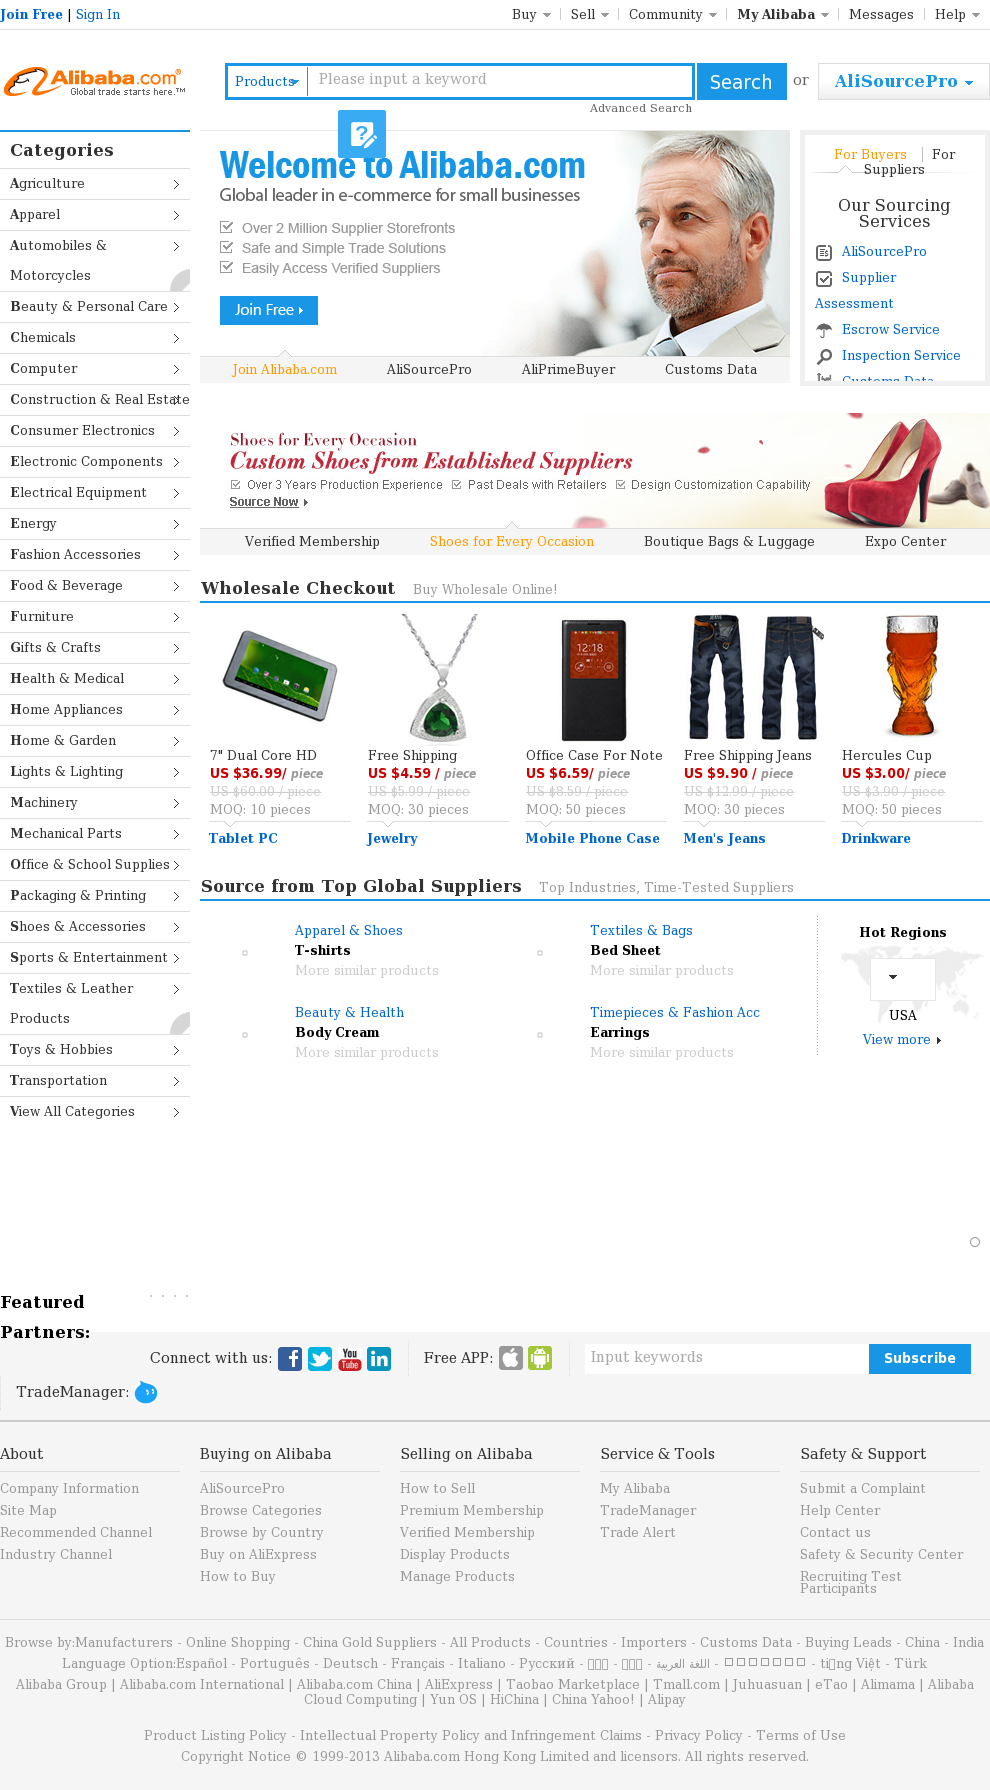 Join Free | Sign In
Buy Sell Community My Alibaba Messages Help
Alibaba.com®
Global trade starts here.™
Products Please input a keyword Search or AliSourcePro
Advanced Search
Categories
Agriculture
Apparel
Automobiles &
Motorcycles
Beauty & Personal Care
Chemicals
Computer
Construction & Real Estate
Consumer Electronics
Electronic Components
Electrical Equipment
Energy
Fashion Accessories
Food & Beverage
Furniture
Gifts & Crafts
Health & Medical
Home Appliances
Home & Garden
Lights & Lighting
Machinery
Mechanical Parts
Office & School Supplies
Packaging & Printing
Shoes & Accessories
Sports & Entertainment
Textiles & Leather
Products
Toys & Hobbies
Transportation
View All Categories
Welcome to Alibaba.com
Global leader in e-commerce for small businesses
Over 2 Million Supplier Storefronts
Safe and Simple Trade Solutions
Easily Access Verified Suppliers
Join Free
Join Alibaba.com AliSourcePro AliPrimeBuyer Customs Data
For Buyers For
Suppliers
Our Sourcing
Services
AliSourcePro
Supplier
Assessment
Escrow Service
Inspection Service
Customs Data
Shoes for Every Occasion
Custom Shoes from Established Suppliers
Over 3 Years Production Experience Past Deals with Retailers Design Customization Capability
Source Now
Verified Membership Shoes for Every Occasion Boutique Bags & Luggage Expo Center
Wholesale Checkout Buy Wholesale Online!
12:18
7" Dual Core HD
US $36.99/ piece
US $60.00 / piece
MOQ: 10 pieces
Tablet PC
Free Shipping
US $4.59 / piece
US $5.99 / piece
MOQ: 30 pieces
Jewelry
Office Case For Note
US $6.59/ piece
US $8.59 / piece
MOQ: 50 pieces
Mobile Phone Case
Free Shipping Jeans
US $9.90 / piece
US $12.99 / piece
MOQ: 30 pieces
Men's Jeans
Hercules Cup
US $3.00/ piece
US $3.90 / piece
MOQ: 50 pieces
Drinkware
Source from Top Global Suppliers Top Industries, Time-Tested Suppliers
Apparel & Shoes
T-shirts
More similar products
Textiles & Bags
Bed Sheet
More similar products
Beauty & Health
Body Cream
More similar products
Timepieces & Fashion Acc
Earrings
More similar products
Hot Regions
USA
View more
Featured
Partners:
Connect with us: Free APP: Input keywords Subscribe
TradeManager:
About
Company Information
Site Map
Recommended Channel
Industry Channel
Buying on Alibaba
AliSourcePro
Browse Categories
Browse by Country
Buy on AliExpress
How to Buy
Selling on Alibaba
How to Sell
Premium Membership
Verified Membership
Display Products
Manage Products
Service & Tools
My Alibaba
TradeManager
Trade Alert
Safety & Support
Submit a Complaint
Help Center
Contact us
Safety & Security Center
Recruiting Test
Participants
Browse by:Manufacturers - Online Shopping - China Gold Suppliers - All Products - Countries - Importers - Customs Data - Buying Leads - China - India
Language Option:Español - Português - Deutsch - Français - Italiano - Русский - اللغة العربية - Việt - Türk
Alibaba Group | Alibaba.com International | Alibaba.com China | AliExpress | Taobao Marketplace | Tmall.com | Juhuasuan | eTao | Alimama | Alibaba
Cloud Computing | Yun OS | HiChina | China Yahoo! | Alipay
Product Listing Policy - Intellectual Property Policy and Infringement Claims - Privacy Policy - Terms of Use
Copyright Notice © 1999-2013 Alibaba.com Hong Kong Limited and licensors. All rights reserved.